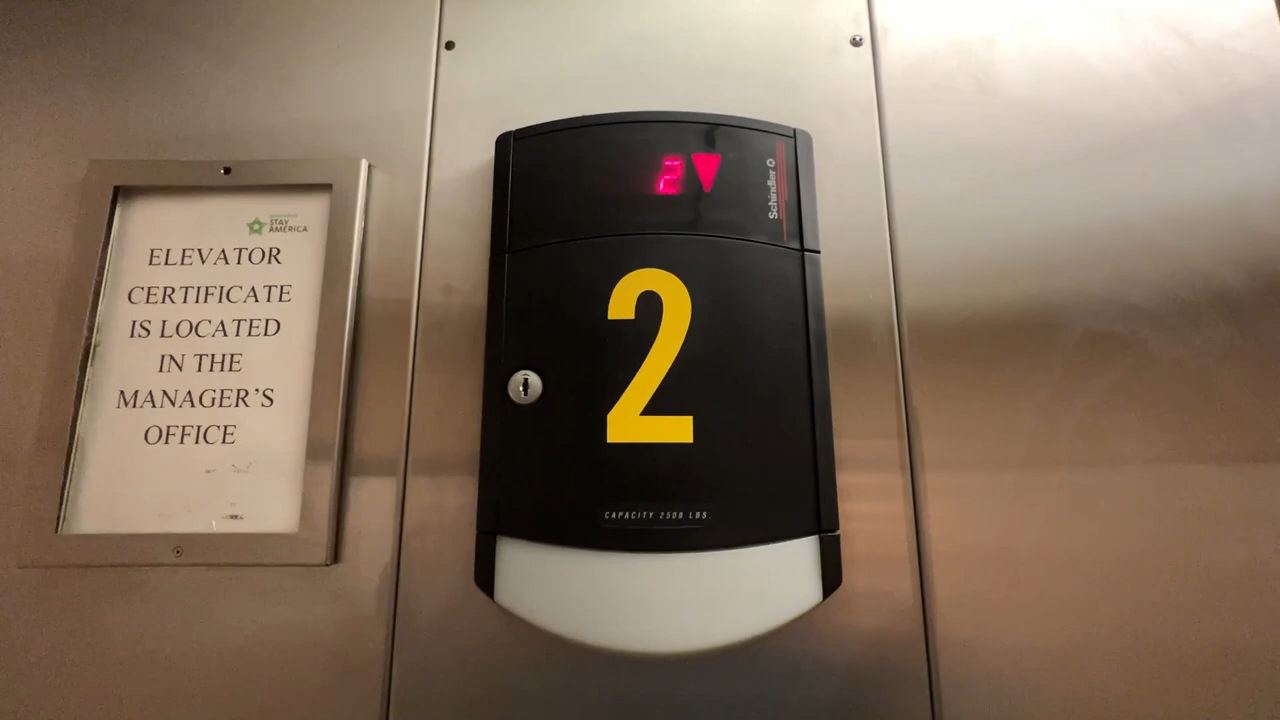 STAY
AMERICA
ELEVATOR
CERTIFICATE
IS LOCATED
IN THE
MANAGER'S
OFFICE
2
Schindler
2
CAPACITY 2500 LBS.